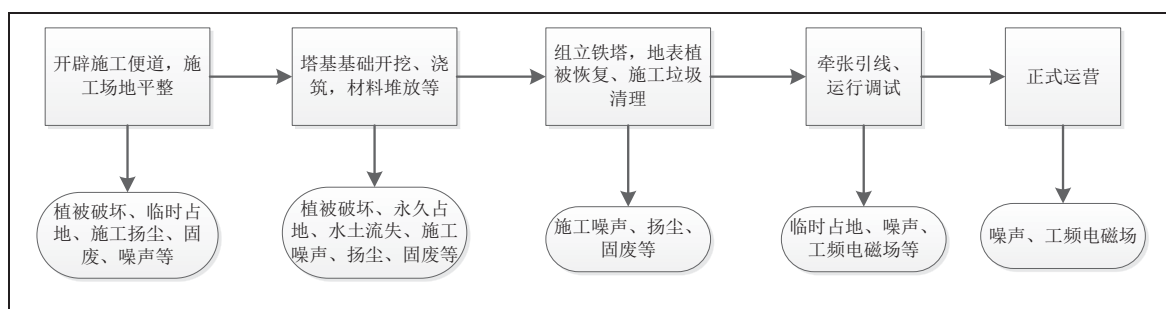 开辟施工便道，施
工场地平整
塔基基础开挖、浇
筑，材料堆放等
组立铁塔，地表植
被恢复、施工垃圾
清理
牵张引线、
运行调试
正式运营
植被破坏、临时占
地、施工扬尘、固
废、噪声等
植被破坏、永久占
地、水土流失、施工
噪声、扬尘、固废等
施工噪声、扬尘、
固废等
临时占地、噪声、
工频电磁场等
噪声、工频电磁场